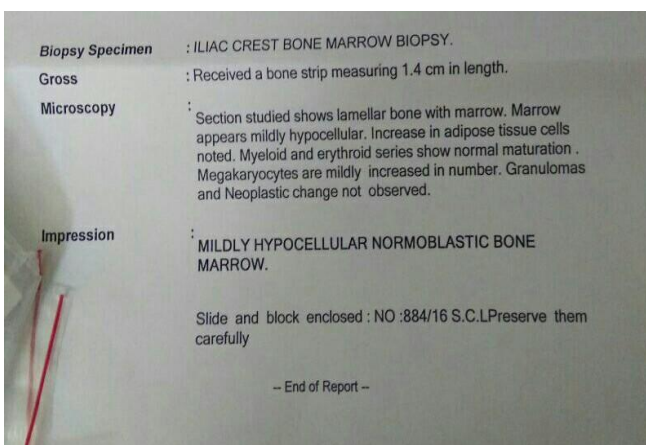 Biopsy Specimen : ILIAC CREST BONE MARROW BIOPSY.
Gross : Received a bone strip measuring 1.4 cm in length.
Microscopy :
Section studied shows lamellar bone with marrow. Marrow
appears mildly hypocellular. Increase in adipose tissue cells
noted. Myeloid and erythroid series show normal maturation .
Megakaryocytes are mildly increased in number. Granulomas
and Neoplastic change not observed.
Impression :
MILDLY HYPOCELLULAR NORMOBLASTIC BONE
MARROW.
Slide and block enclosed : NO :884/16 S.C.LPreserve them
carefully
-- End of Report --